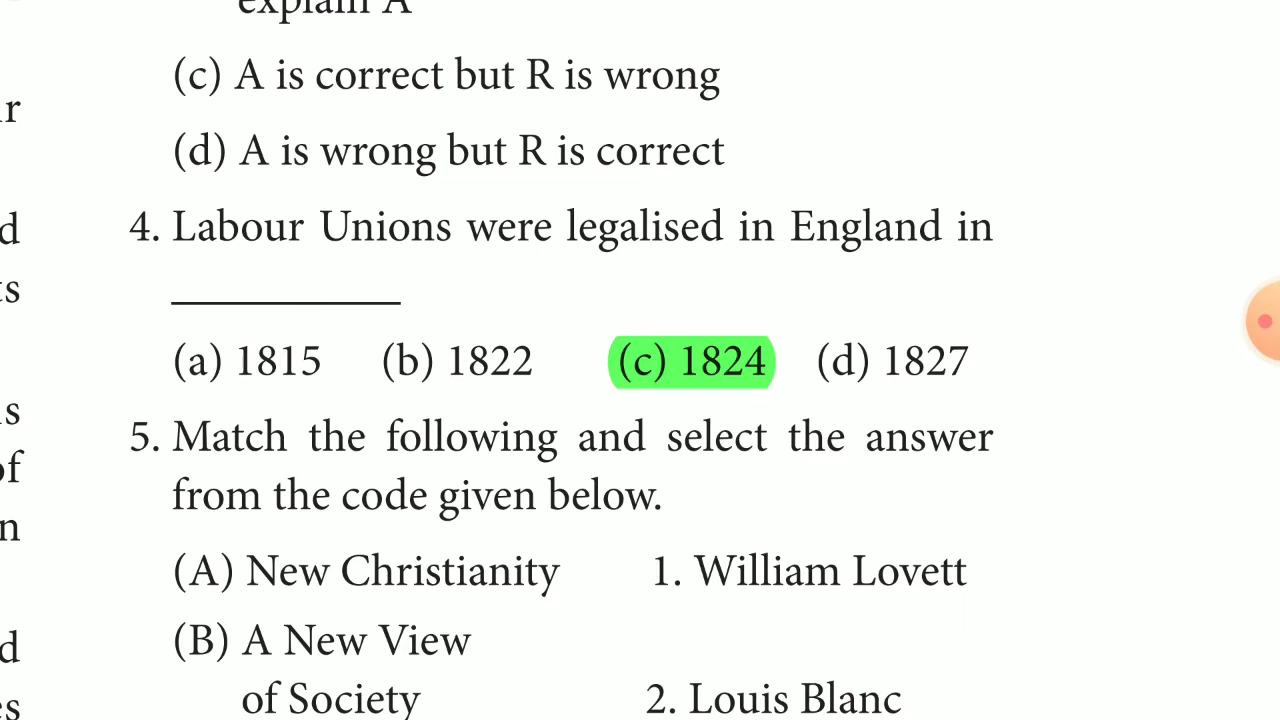 explain A
(c) A is correct but R is wrong
(d) A is wrong but R is correct
4. Labour Unions were legalised in England in
(a) 1815 (b) 1822 (c) 1824 (d) 1827
5. Match the following and select the answer
from the code given below.
(A) New Christianity 1. William Lovett
(B) A New View
of Society 2. Louis Blanc